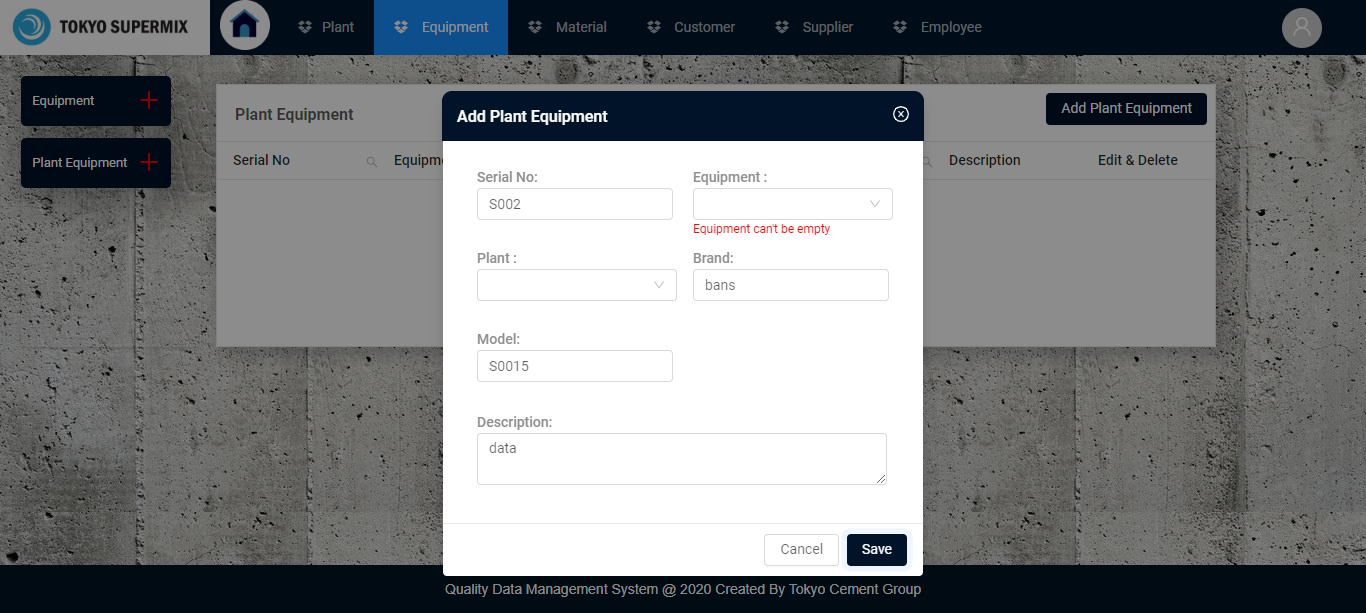 TOKYO SUPERMIX
Plant
Equipment
Material
Customer
Supplier
Employee
Equipment
Plant Equipment
Plant Equipment
Add Plant Equipment
Serial No
Description
Edit & Delete
Add Plant Equipment
Serial No:
Equipment :
S002
Equipment can't be empty
Plant :
Brand:
bans
Model:
S0015
Description:
data
Cancel
Save
Quality Data Management System @ 2020 Created By Tokyo Cement Group